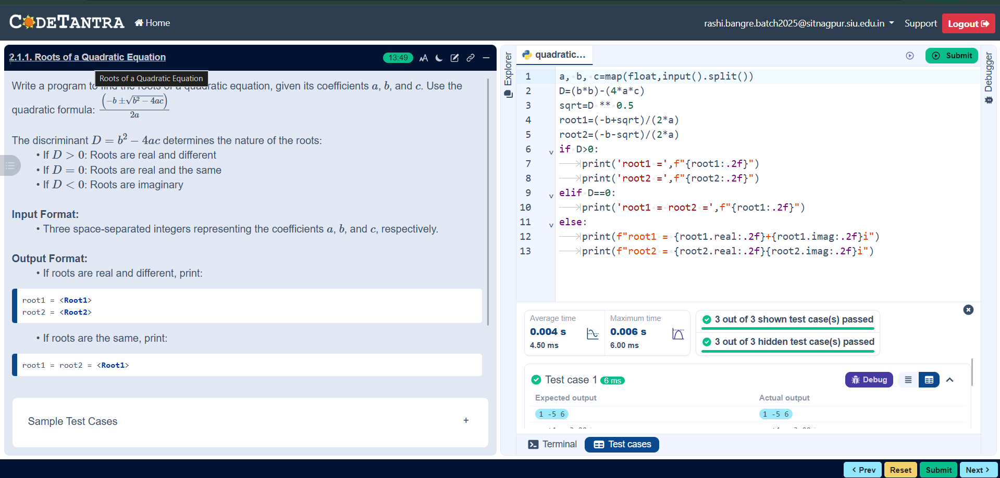 CODETANTRA Home rashi.bangre.batch2025@sitnagpur.siu.edu.in Support Logout
2.1.1. Roots of a Quadratic Equation 13:49
Roots of a Quadratic Equation
Write a program to find the roots of a quadratic equation, given its coefficients a, b, and c. Use the
quadratic formula: (−b ±√b² − 4ac) / 2a
The discriminant D = b² − 4ac determines the nature of the roots:
• If D > 0: Roots are real and different
• If D = 0: Roots are real and the same
• If D < 0: Roots are imaginary
Input Format:
• Three space-separated integers representing the coefficients a, b, and c, respectively.
Output Format:
• If roots are real and different, print:
root1 = <Root1>
root2 = <Root2>
• If roots are the same, print:
root1 = root2 = <Root1>
Sample Test Cases +
Explorer
quadratic...
Submit
Debugger
1 a, b, c=map(float,input().split())
2 D=(b*b)-(4*a*c)
3 sqrt=D ** 0.5
4 root1=(-b+sqrt)/(2*a)
5 root2=(-b-sqrt)/(2*a)
6 if D>0:
7 print('root1 =',f"{root1:.2f}")
8 print('root2 =',f"{root2:.2f}")
9 elif D==0:
10 print('root1 = root2 =',f"{root1:.2f}")
11 else:
12 print(f"root1 = {root1.real:.2f}+{root1.imag:.2f}i")
13 print(f"root2 = {root2.real:.2f}{root2.imag:.2f}i")
Average time Maximum time
0.004 s 0.006 s
4.50 ms 6.00 ms
3 out of 3 shown test case(s) passed
3 out of 3 hidden test case(s) passed
Test case 1 6 ms Debug
Expected output Actual output
1 -5 6 1 -5 6
Terminal Test cases
< Prev Reset Submit Next >